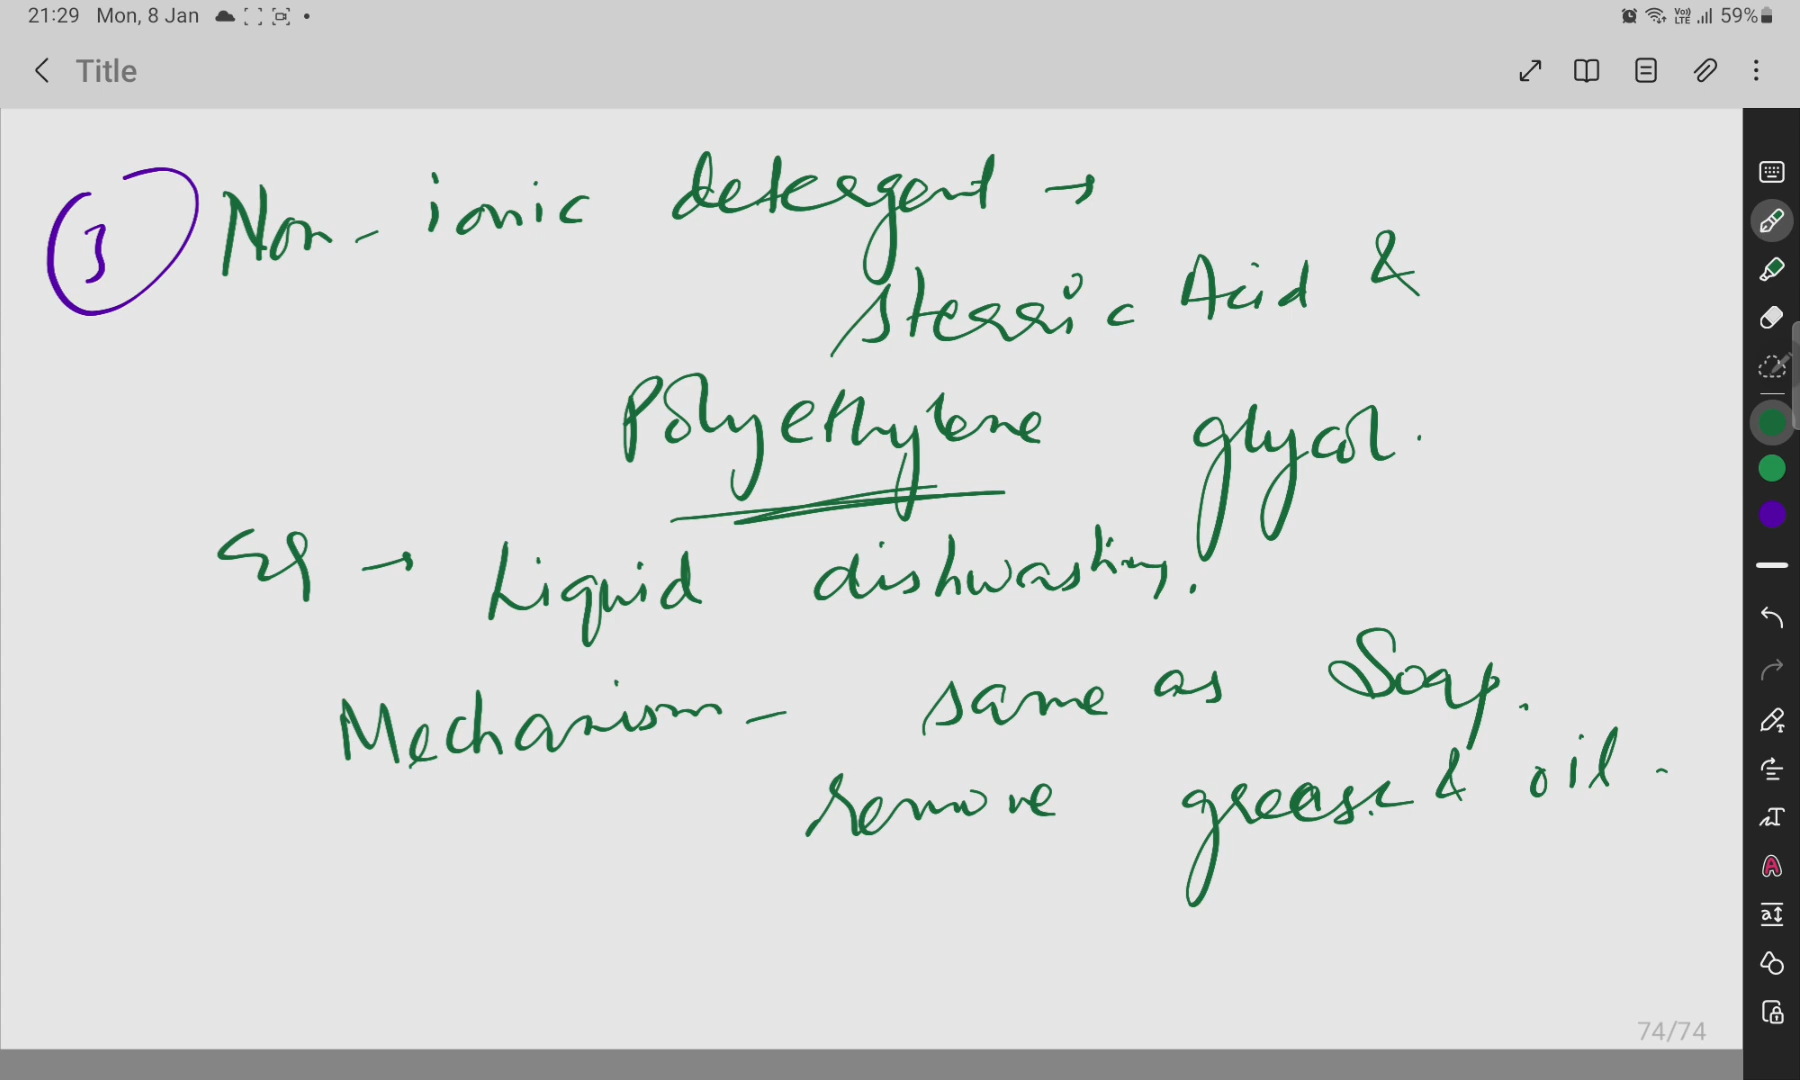 21:29 Mon, 8 Jan 59%
Title
3 Non-ionic detergent →
Stearic Acid &
Polyethylene glycol.
Eg → Liquid dishwashing.
Mechanism - same as Soap.
remove grease & oil.
74/74